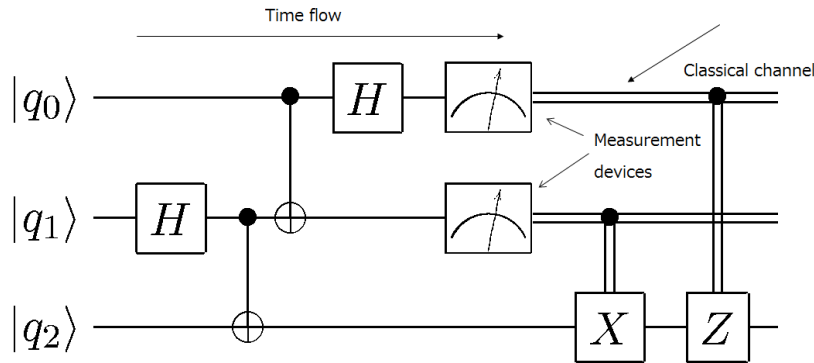 Time flow
|q₀⟩
H
Classical channel
Measurement
devices
|q₁⟩
H
|q₂⟩
X
Z